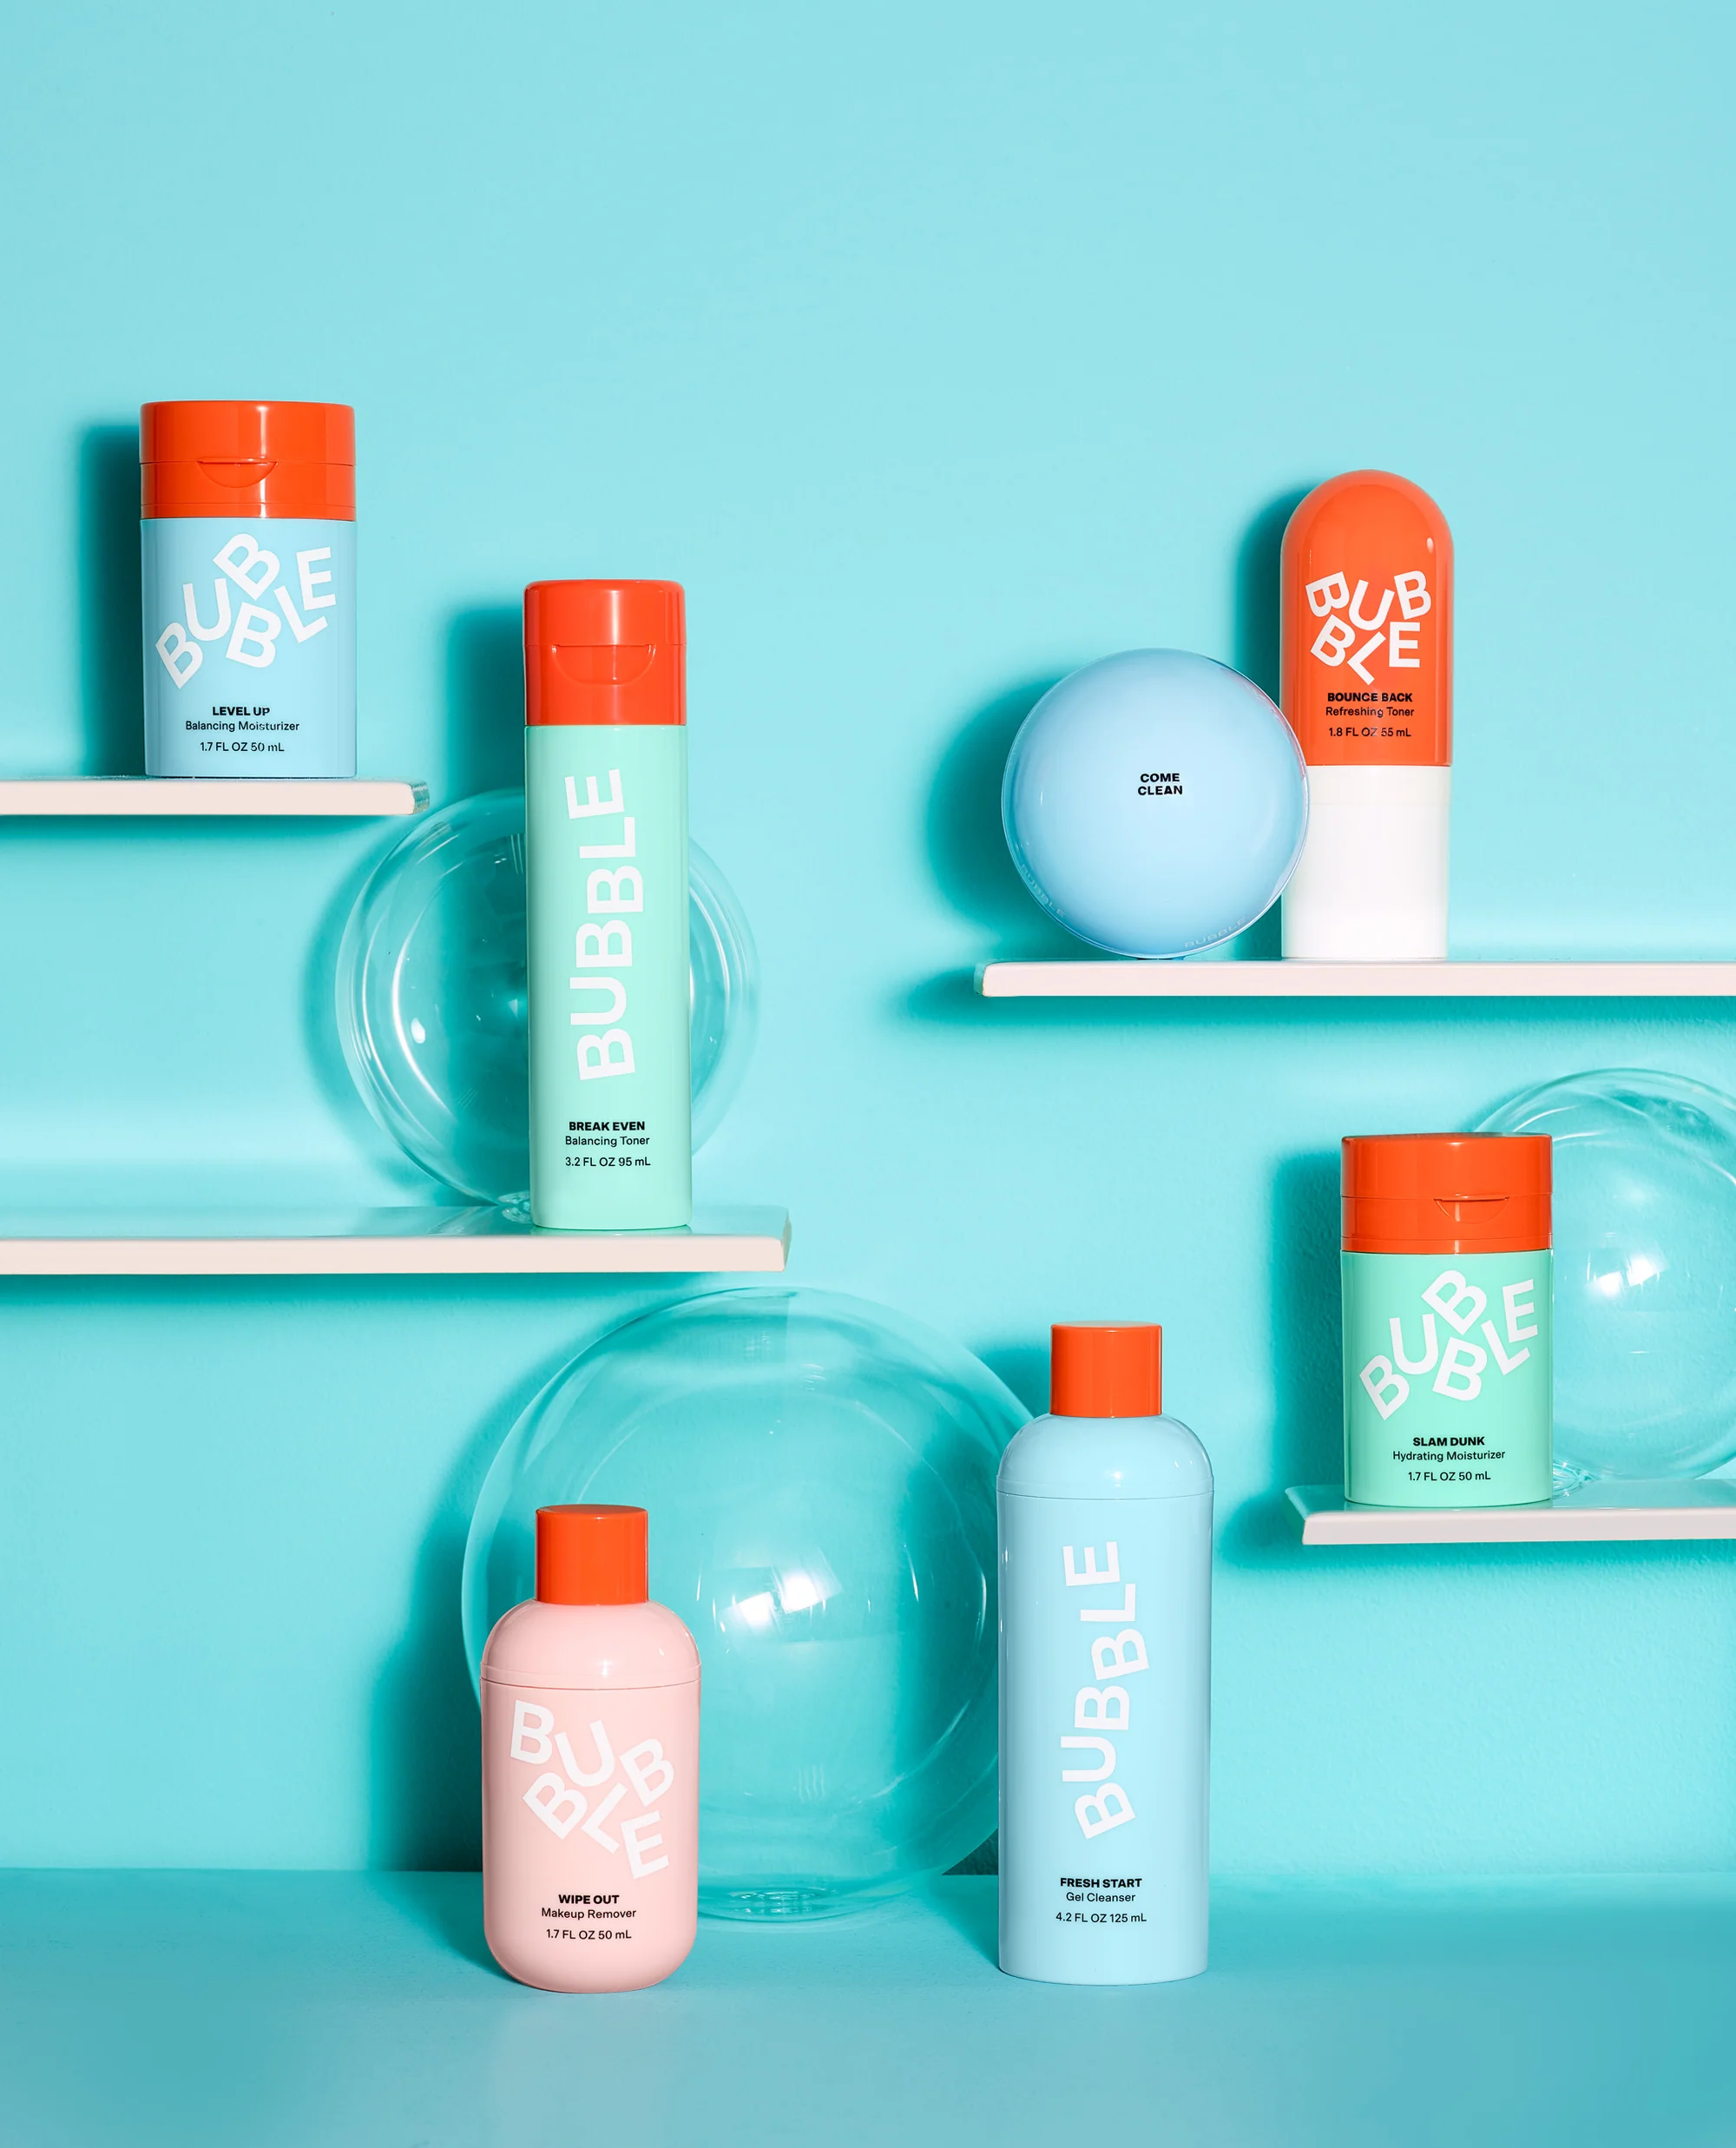 BUBBLE
LEVEL UP
Balancing Moisturizer
1.7 FL OZ 50 mL
BUBBLE
BREAK EVEN
Balancing Toner
3.2 FL OZ 95 mL
COME
CLEAN
BUBBLE
BUBBLE
BUB
BLE
BOUNCE BACK
Refreshing Toner
1.8 FL OZ 55 mL
BUBBLE
SLAM DUNK
Hydrating Moisturizer
1.7 FL OZ 50 mL
BUBBLE
WIPE OUT
Makeup Remover
1.7 FL OZ 50 mL
BUBBLE
FRESH START
Gel Cleanser
4.2 FL OZ 125 mL